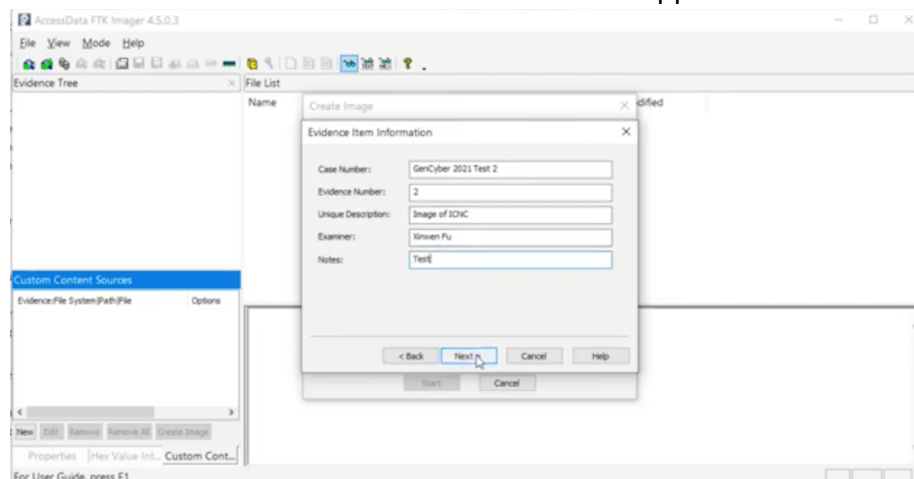 AccessData FTK Imager 4.5.0.3
File View Mode Help
Evidence Tree
File List
Name
dified
Create Image
Evidence Item Information
Case Number: GenCyber 2021 Test 2
Evidence Number: 2
Unique Description: Image of ICNC
Examiner: Xinwen Fu
Notes: Test
Custom Content Sources
Evidence:File System|Path|File Options
< Back Next > Cancel Help
Start Cancel
New Edit Remove Remove All Create Image
Properties Hex Value Int... Custom Cont...
For User Guide, press F1